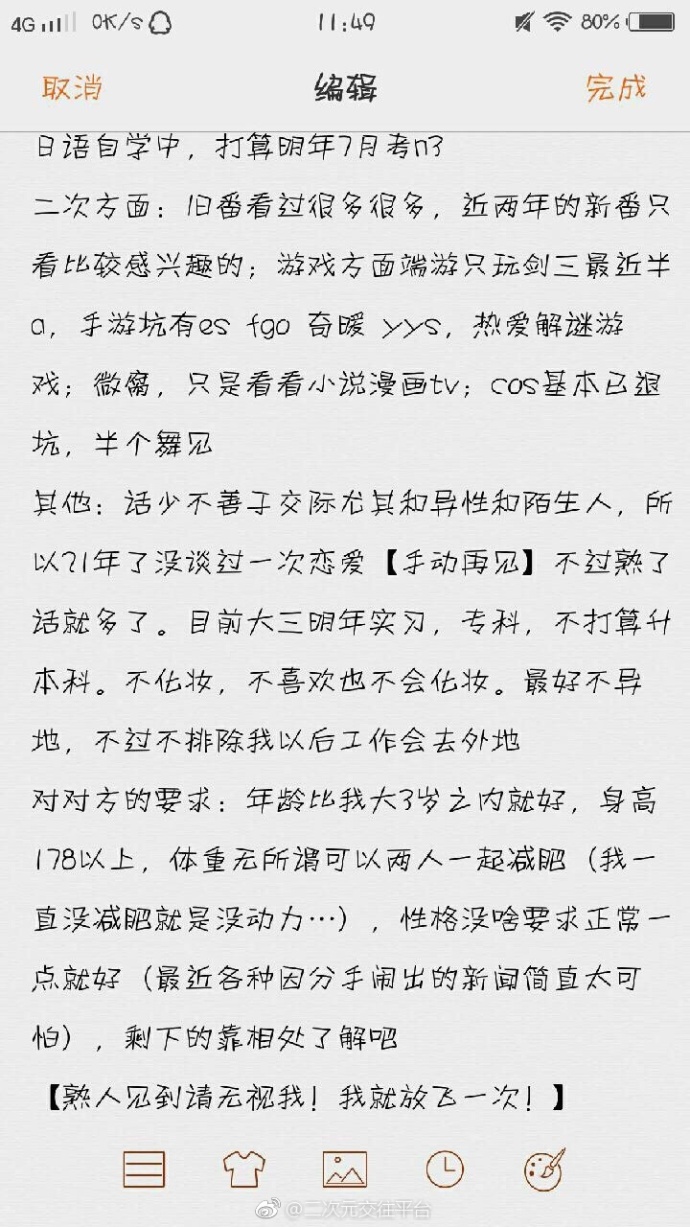 4G 0K/s 11:49 80%
取消 编辑 完成
日语自学中，打算明年7月考n3
二次方面：旧番看过很多很多，近两年的新番只
看比较感兴趣的；游戏方面端游只玩剑三最近半
a，手游坑有es fgo 奇暖 yys，热爱解谜游
戏；微腐，只是看看小说漫画tv；cos基本已退
坑，半个舞见
其他：话少不善于交际尤其和异性和陌生人，所
以21年了没谈过一次恋爱【手动再见】不过熟了
话就多了。目前大三明年实习，专科，不打算升
本科。不化妆，不喜欢也不会化妆。最好不异
地，不过不排除我以后工作会去外地
对对方的要求：年龄比我大3岁之内就好，身高
178以上，体重无所谓可以两人一起减肥（我一
直没减肥就是没动力…），性格没啥要求正常一
点就好（最近各种因分手闹出的新闻简直太可
怕），剩下的靠相处了解吧
【熟人见到请无视我！我就放飞一次！】
@二次元交往平台